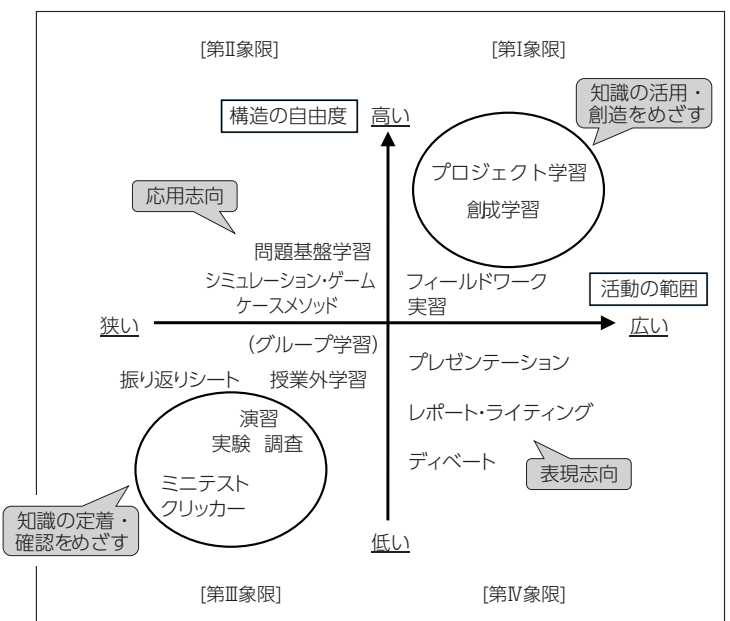 [第Ⅱ象限]
[第Ⅰ象限]
構造の自由度
高い
知識の活用・
創造をめざす
プロジェクト学習
創成学習
応用志向
問題基盤学習
シミュレーション・ゲーム
ケースメソッド
フィールドワーク
実習
活動の範囲
狭い
広い
(グループ学習)
振り返りシート
授業外学習
プレゼンテーション
レポート・ライティング
ディベート
表現志向
演習
実験 調査
ミニテスト
クリッカー
知識の定着・
確認をめざす
低い
[第Ⅲ象限]
[第Ⅳ象限]